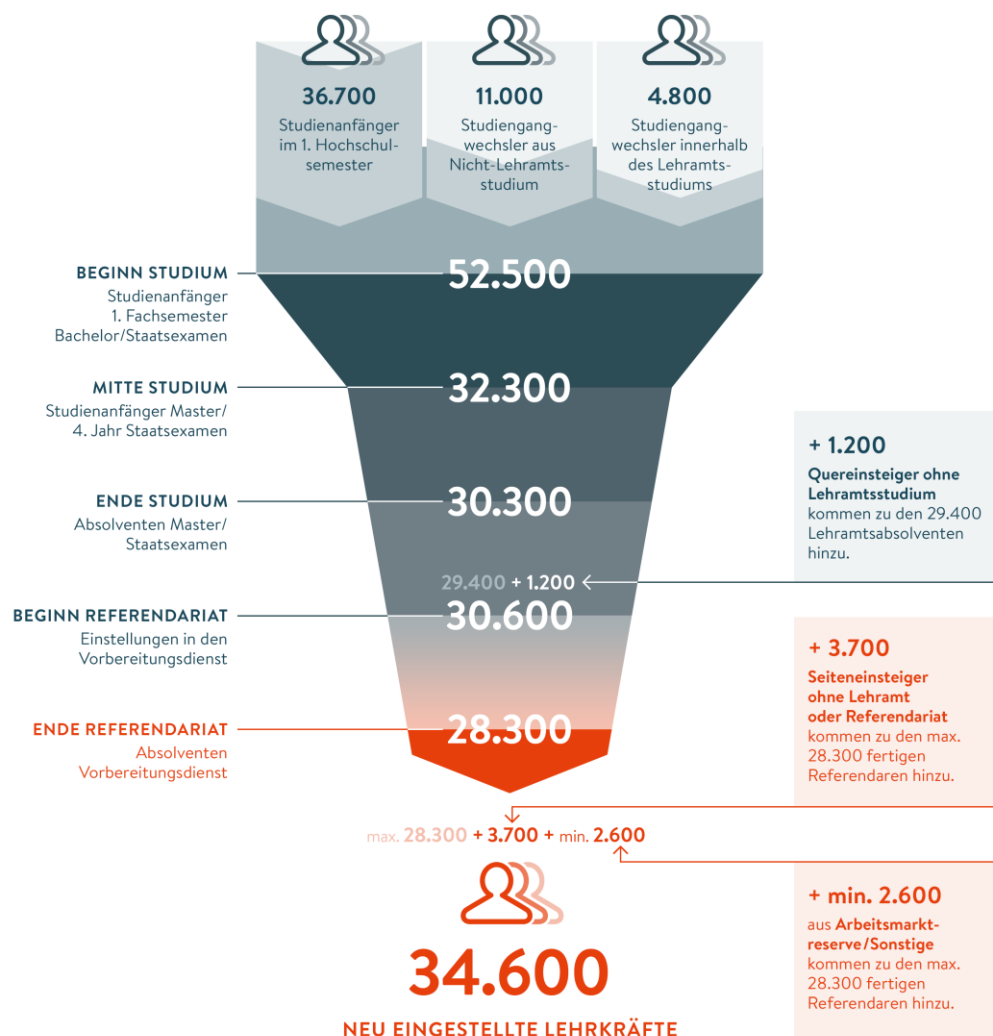 36.700
Studienanfänger
im 1. Hochschul-
semester
11.000
Studiengang-
wechsler aus
Nicht-Lehramts-
studium
4.800
Studiengang-
wechsler innerhalb
des Lehramts-
studiums
BEGINN STUDIUM
Studienanfänger
1. Fachsemester
Bachelor/Staatsexamen
52.500
MITTE STUDIUM
Studienanfänger Master/
4. Jahr Staatsexamen
32.300
ENDE STUDIUM
Absolventen Master/
Staatsexamen
30.300
+ 1.200
Quereinsteiger ohne
Lehramtsstudium
kommen zu den 29.400
Lehramtsabsolventen
hinzu.
29.400 + 1.200
BEGINN REFERENDARIAT
Einstellungen in den
Vorbereitungsdienst
30.600
+ 3.700
Seiteneinsteiger
ohne Lehramt
oder Referendariat
kommen zu den max.
28.300 fertigen
Referendaren hinzu.
ENDE REFERENDARIAT
Absolventen
Vorbereitungsdienst
28.300
max. 28.300 + 3.700 + min. 2.600
+ min. 2.600
aus Arbeitsmarkt-
reserve/Sonstige
kommen zu den max.
28.300 fertigen
Referendaren hinzu.
34.600
NEU EINGESTELLTE LEHRKRÄFTE